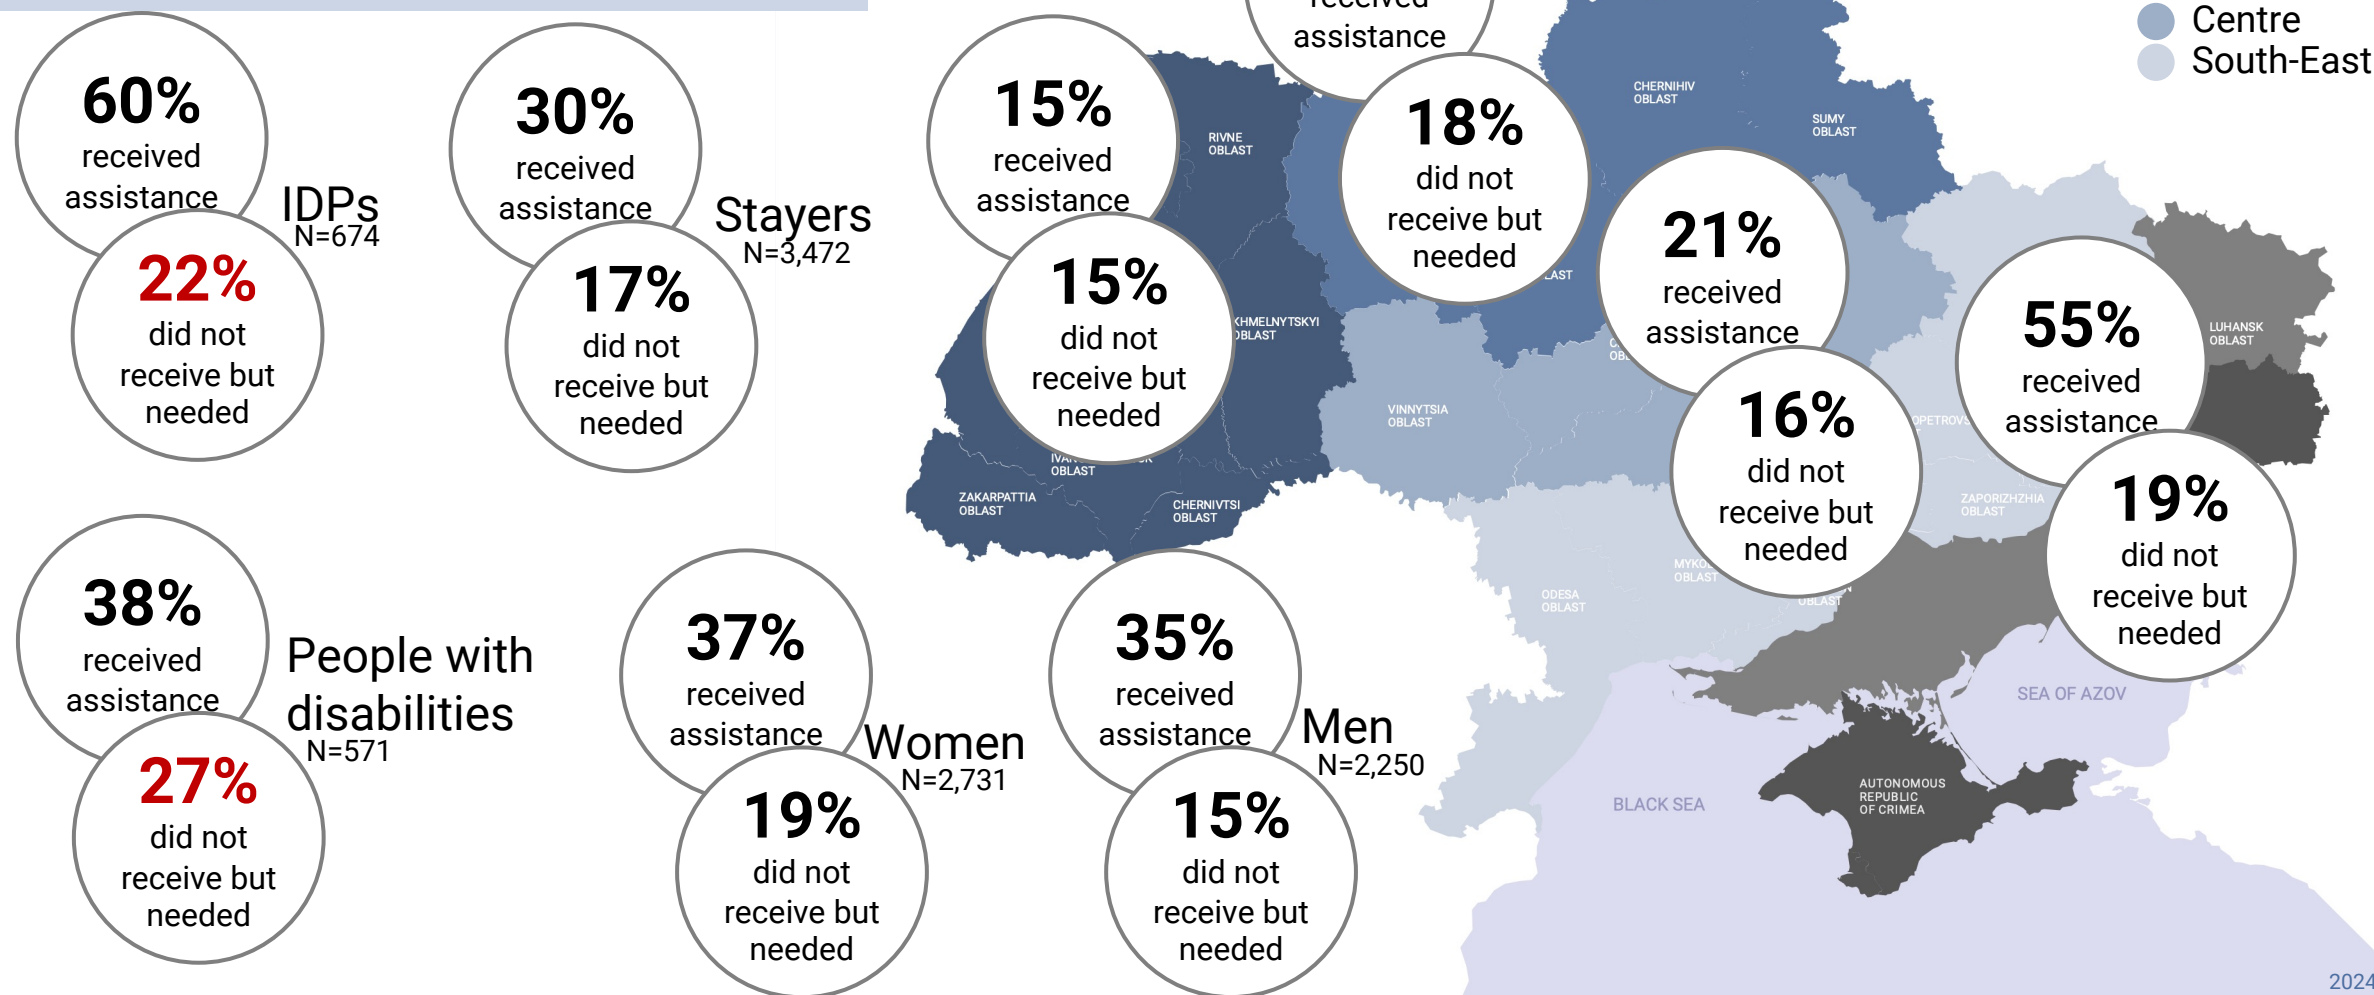 60%
received
assistance
22%
did not
receive but
needed
IDPs
N=674
30%
received
assistance
17%
did not
receive but
needed
Stayers
N=3,472
38%
received
assistance
27%
did not
receive but
needed
People with
disabilities
N=571
37%
received
assistance
19%
did not
receive but
needed
Women
N=2,731
35%
received
assistance
15%
did not
receive but
needed
Men
N=2,250
15%
received
assistance
15%
did not
receive but
needed
received
assistance
18%
did not
receive but
needed
21%
received
assistance
16%
did not
receive but
needed
55%
received
assistance
19%
did not
receive but
needed
Centre
South-East
RIVNE
OBLAST
CHERNIHIV
OBLAST
SUMY
OBLAST
KHMELNYTSKYI
OBLAST
VINNYTSIA
OBLAST
LUHANSK
OBLAST
OBLAST
ZAKARPATTIA
OBLAST
CHERNIVTSI
OBLAST
ZAPORIZHZHIA
OBLAST
ODESA
OBLAST
OBLAST
OBLAST
SEA OF AZOV
BLACK SEA
AUTONOMOUS
REPUBLIC
OF CRIMEA
2024